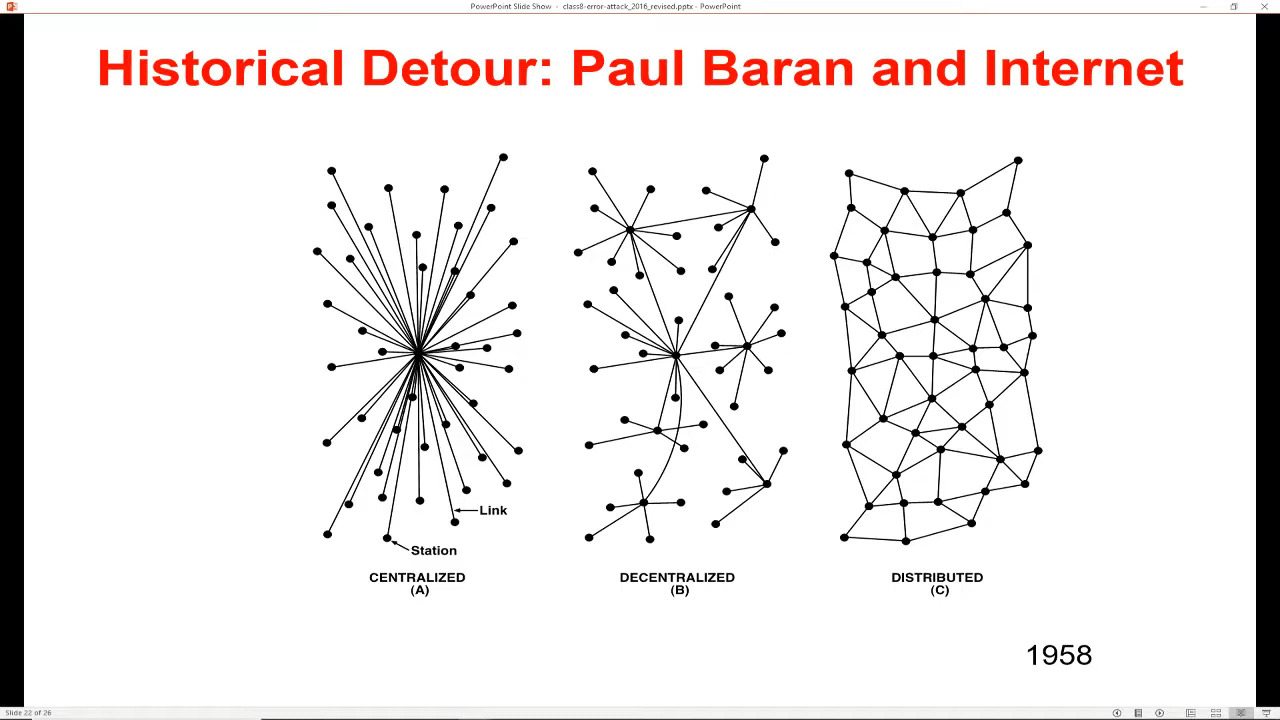 PowerPoint Slide Show - class8-error-attack_2016_revised.pptx - PowerPoint
Historical Detour: Paul Baran and Internet
Link
Station
CENTRALIZED
(A)
DECENTRALIZED
(B)
DISTRIBUTED
(C)
1958
Slide 22 of 26